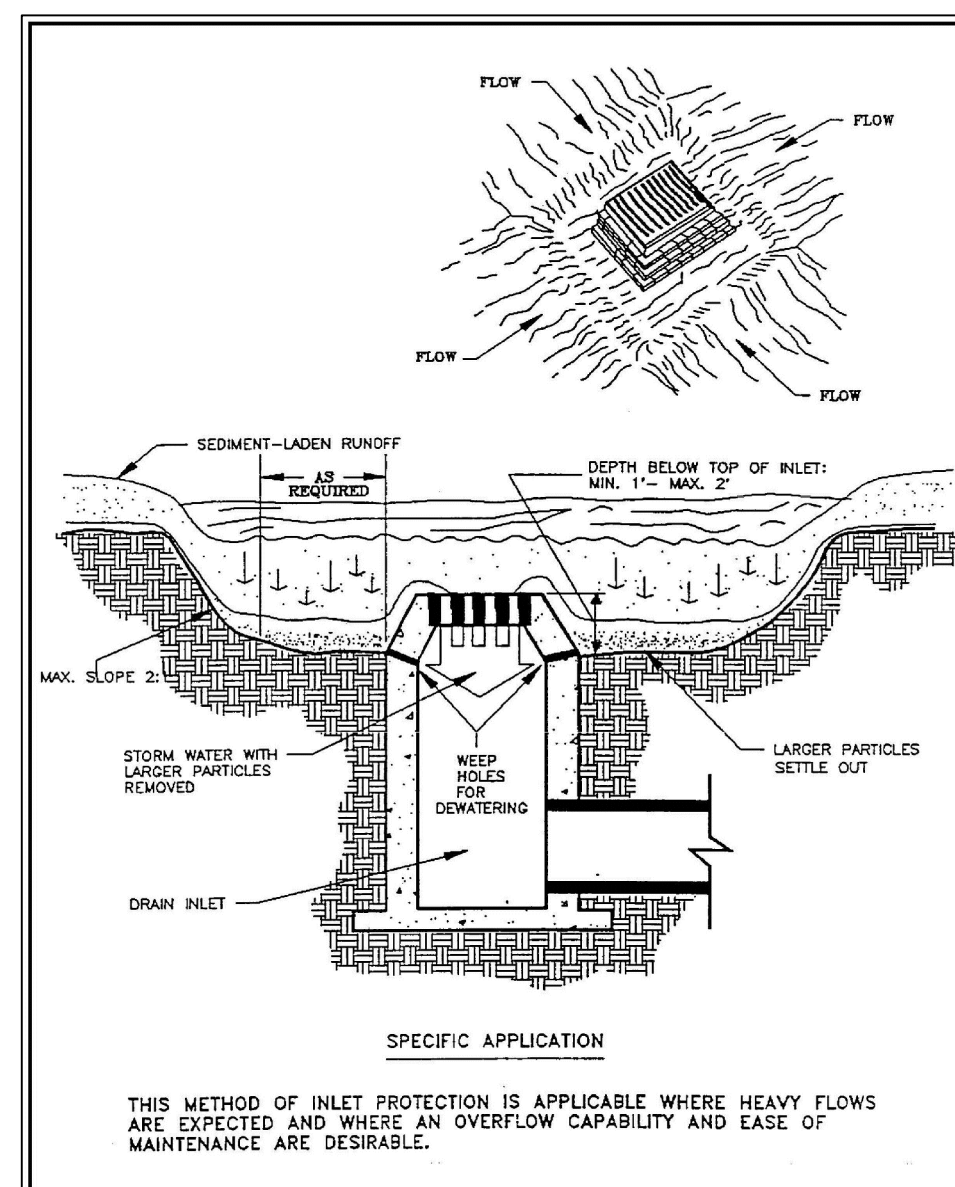 FLOW
FLOW
FLOW
FLOW
SEDIMENT-LADEN RUNOFF
AS
REQUIRED
DEPTH BELOW TOP OF INLET:
MIN. 1'- MAX. 2'
MAX. SLOPE 2:
STORM WATER WITH
LARGER PARTICLES
REMOVED
WEEP
HOLES
FOR
DEWATERING
LARGER PARTICLES
SETTLE OUT
DRAIN INLET
SPECIFIC APPLICATION
THIS METHOD OF INLET PROTECTION IS APPLICABLE WHERE HEAVY FLOWS
ARE EXPECTED AND WHERE AN OVERFLOW CAPABILITY AND EASE OF
MAINTENANCE ARE DESIRABLE.